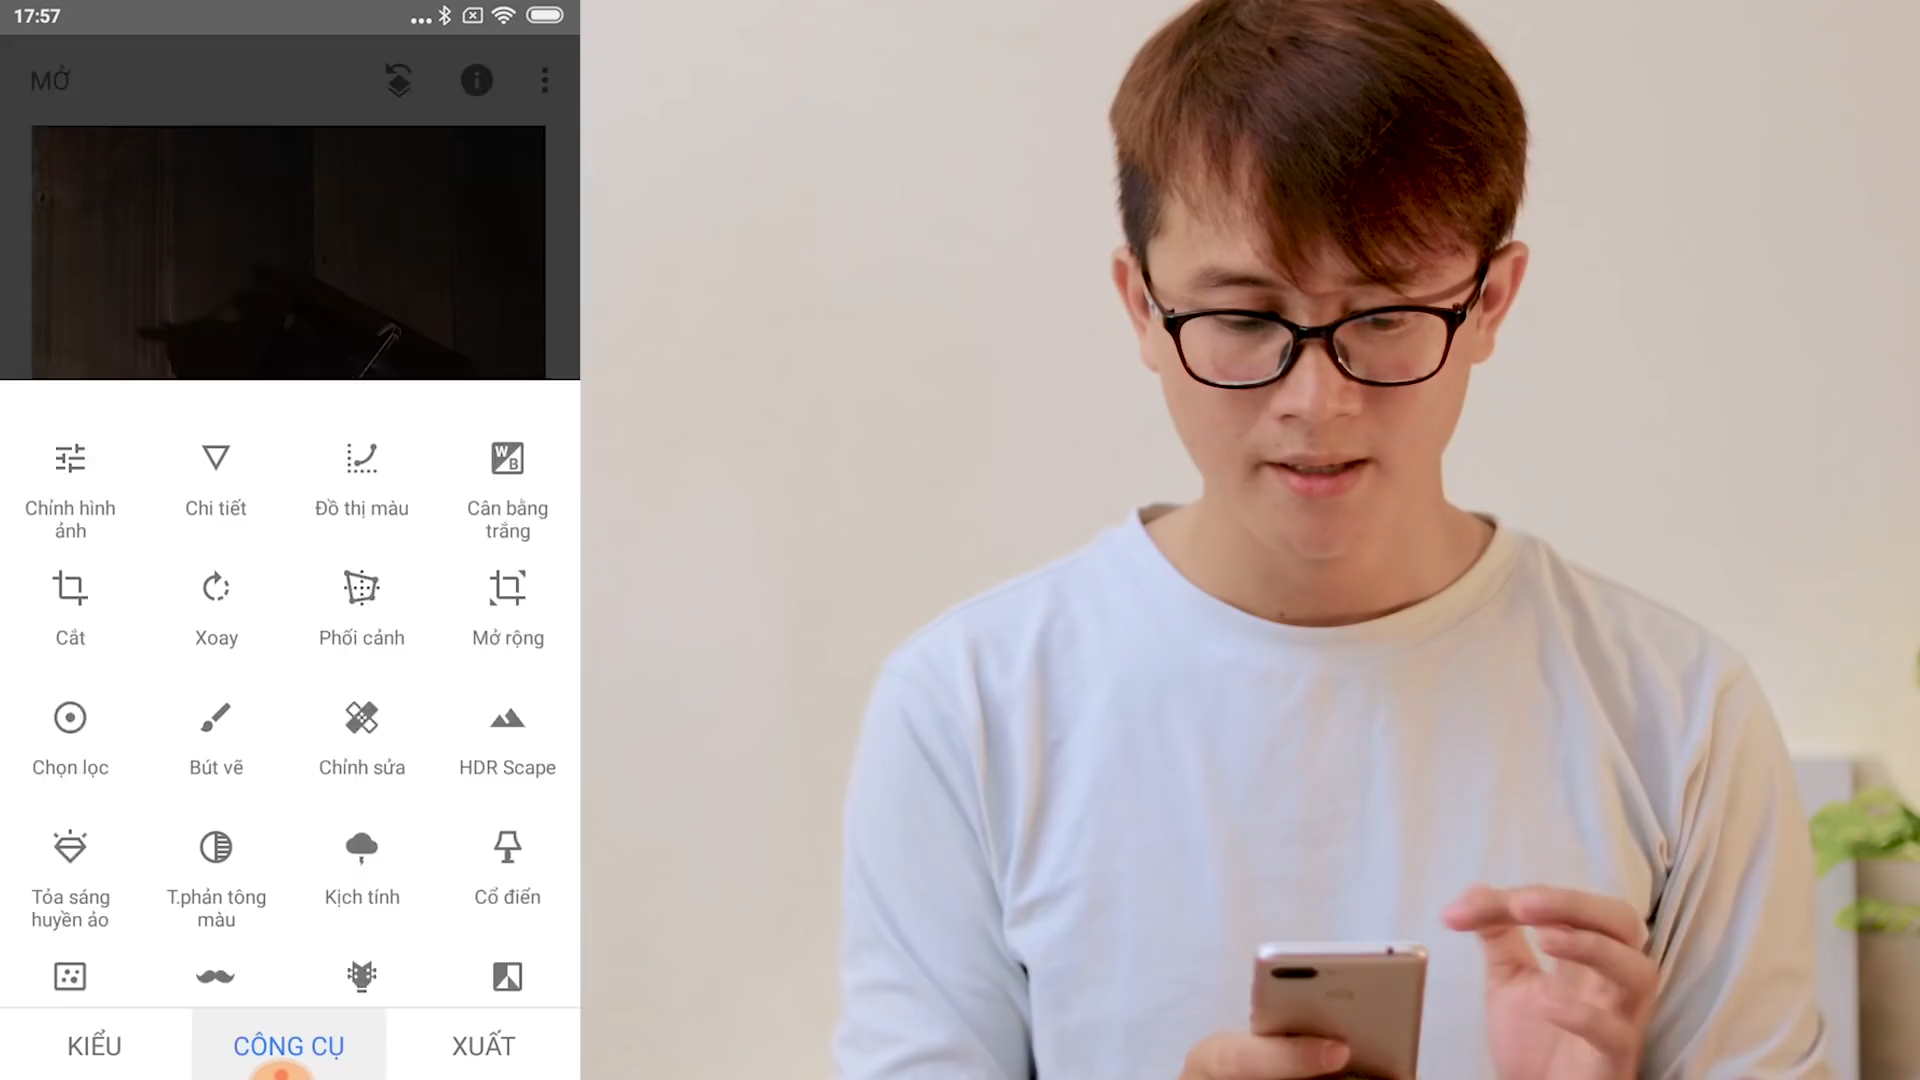 17:57
MỞ
Chỉnh hình
ảnh
Chi tiết
Đồ thị màu
Cân bằng
trắng
Cắt
Xoay
Phối cảnh
Mở rộng
Chọn lọc
Bút vẽ
Chỉnh sửa
HDR Scape
Tỏa sáng
huyền ảo
T.phản tông
màu
Kịch tính
Cổ điển
KIỂU
CÔNG CỤ
XUẤT